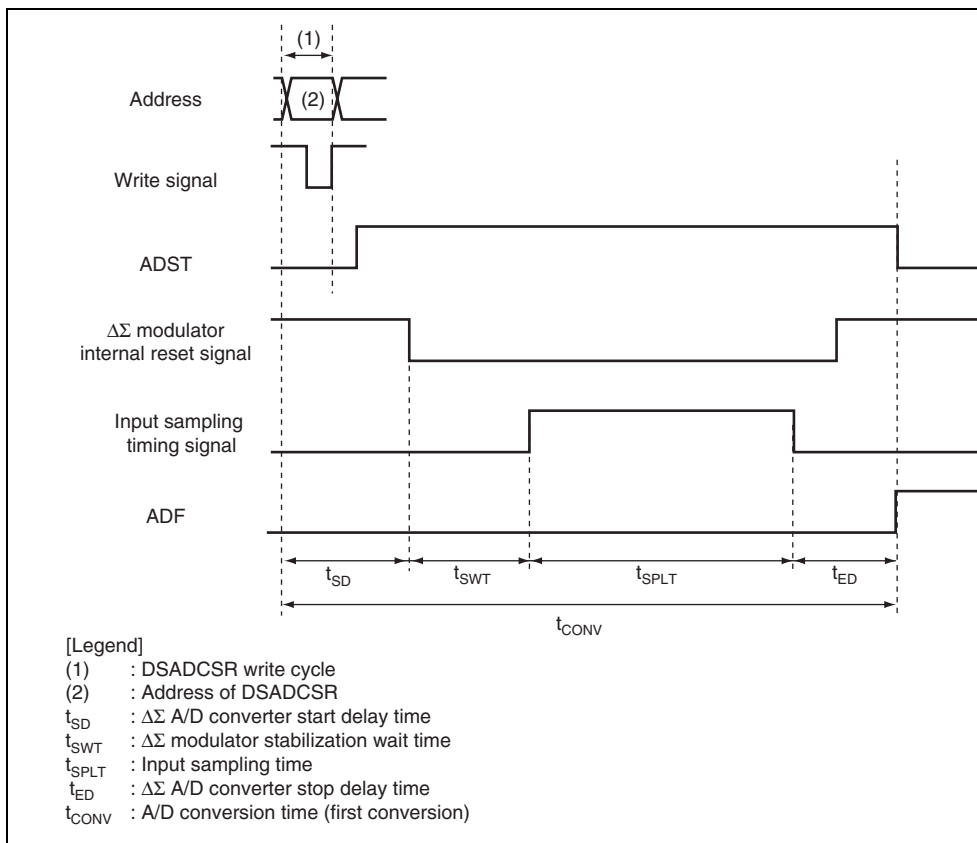 (1)
Address
(2)
Write signal
ADST
ΔΣ modulator
internal reset signal
Input sampling
timing signal
ADF
tSD
tSWT
tSPLT
tED
tCONV
[Legend]
(1) : DSADCSR write cycle
(2) : Address of DSADCSR
tSD : ΔΣ A/D converter start delay time
tSWT : ΔΣ modulator stabilization wait time
tSPLT : Input sampling time
tED : ΔΣ A/D converter stop delay time
tCONV : A/D conversion time (first conversion)